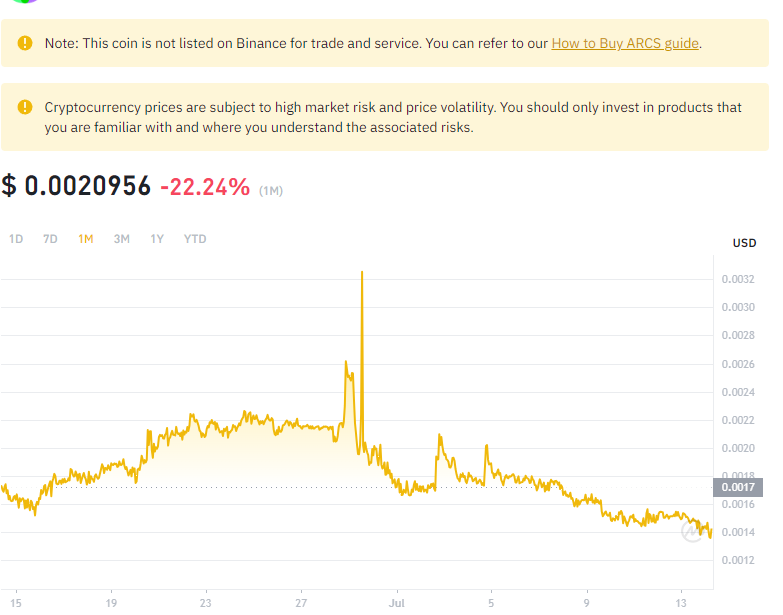 Note: This coin is not listed on Binance for trade and service. You can refer to our How to Buy ARCS guide.
Cryptocurrency prices are subject to high market risk and price volatility. You should only invest in products that
you are familiar with and where you understand the associated risks.
$ 0.0020956 -22.24% (1M)
1D 7D 1M 3M 1Y YTD
USD
0.0032
0.0030
0.0028
0.0026
0.0024
0.0022
0.0020
0.0018
0.0017
0.0016
0.0014
0.0012
15 19 23 27 Jul 5 9 13